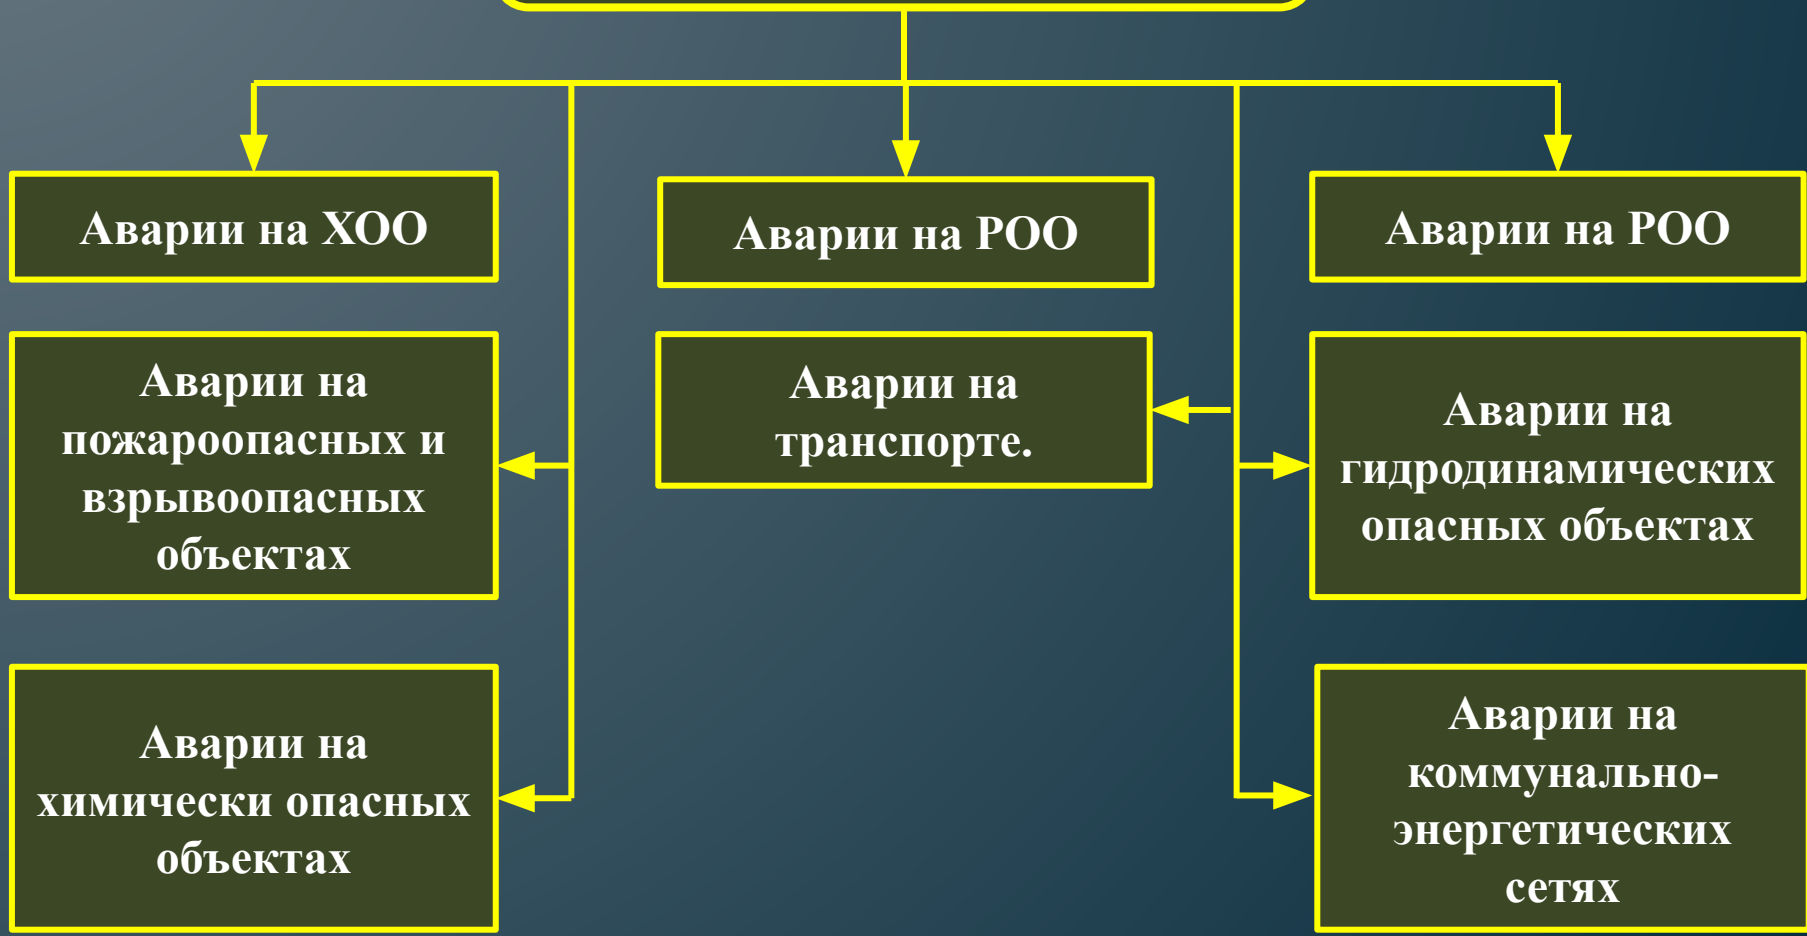 Аварии на ХОО
Аварии на РОО
Аварии на РОО
Аварии на
пожароопасных и
взрывоопасных
объектах
Аварии на
транспорте.
Аварии на
гидродинамических
опасных объектах
Аварии на
химически опасных
объектах
Аварии на
коммунально-
энергетических
сетях